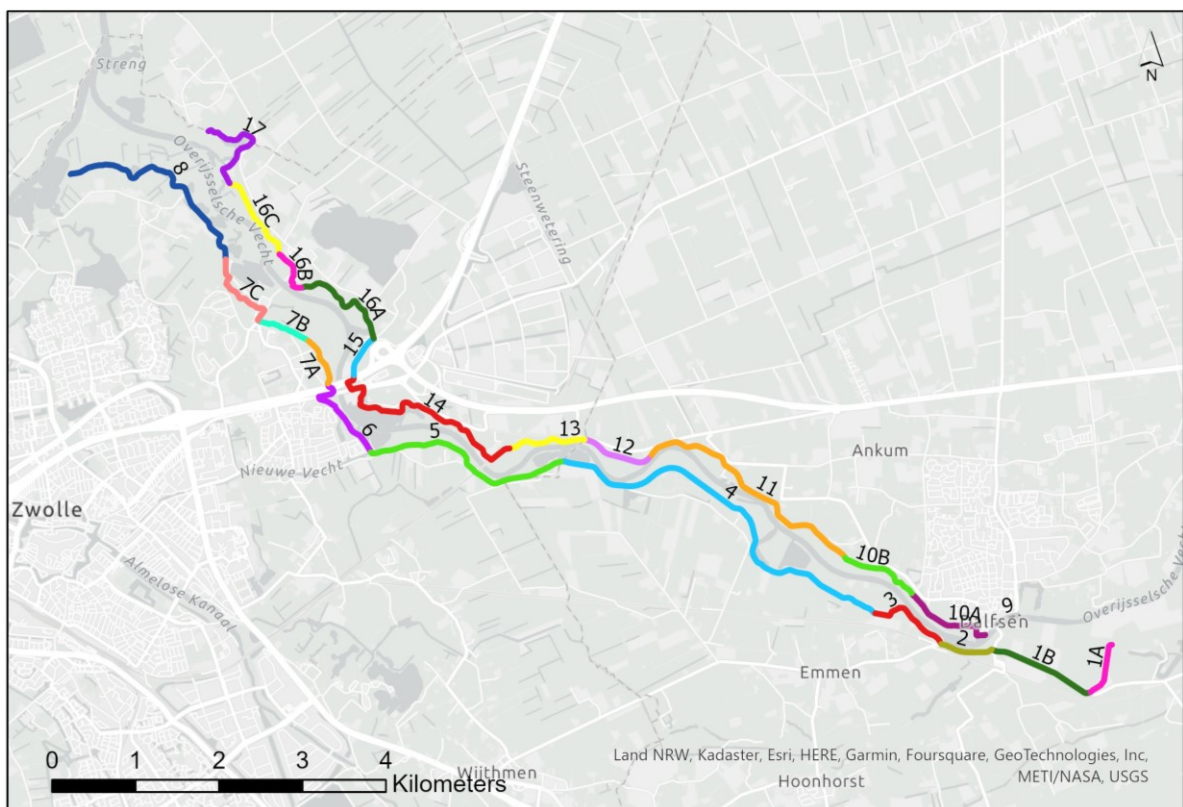 Streng
N
17
Overijsselsche Vecht
8
Steenwetering
16C
16B
16A
7C
7B
15
7A
14
6
5
13
12
Ankum
Nieuwe Vecht
4
11
Zwolle
10B
Almelose Kanaal
3
10A
9
Dalfsen
Overijsselsche Vecht
2
1B
1A
Emmen
Land NRW, Kadaster, Esri, HERE, Garmin, Foursquare, GeoTechnologies, Inc,
METI/NASA, USGS
0 1 2 3 4
Kilometers
Wijthmen
Hoonhorst